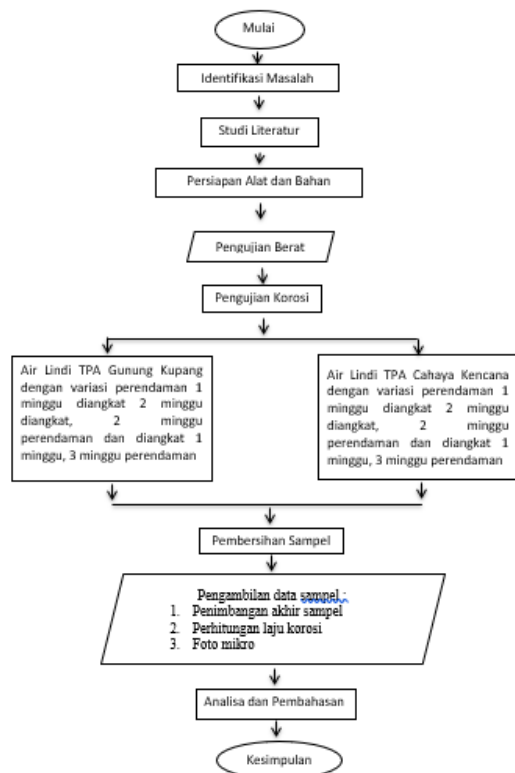 Mulai
Identifikasi Masalah
Studi Literatur
Persiapan Alat dan Bahan
Pengujian Berat
Pengujian Korosi
Air Lindi TPA Gunung Kupang
dengan variasi perendaman 1
minggu diangkat 2 minggu
diangkat, 2 minggu
perendaman dan diangkat 1
minggu, 3 minggu perendaman
Air Lindi TPA Cahaya Kencana
dengan variasi perendaman 1
minggu diangkat 2 minggu
diangkat, 2 minggu
perendaman dan diangkat 1
minggu, 3 minggu perendaman
Pembersihan Sampel
Pengambilan data sampel :
1. Penimbangan akhir sampel
2. Perhitungan laju korosi
3. Foto mikro
Analisa dan Pembahasan
Kesimpulan